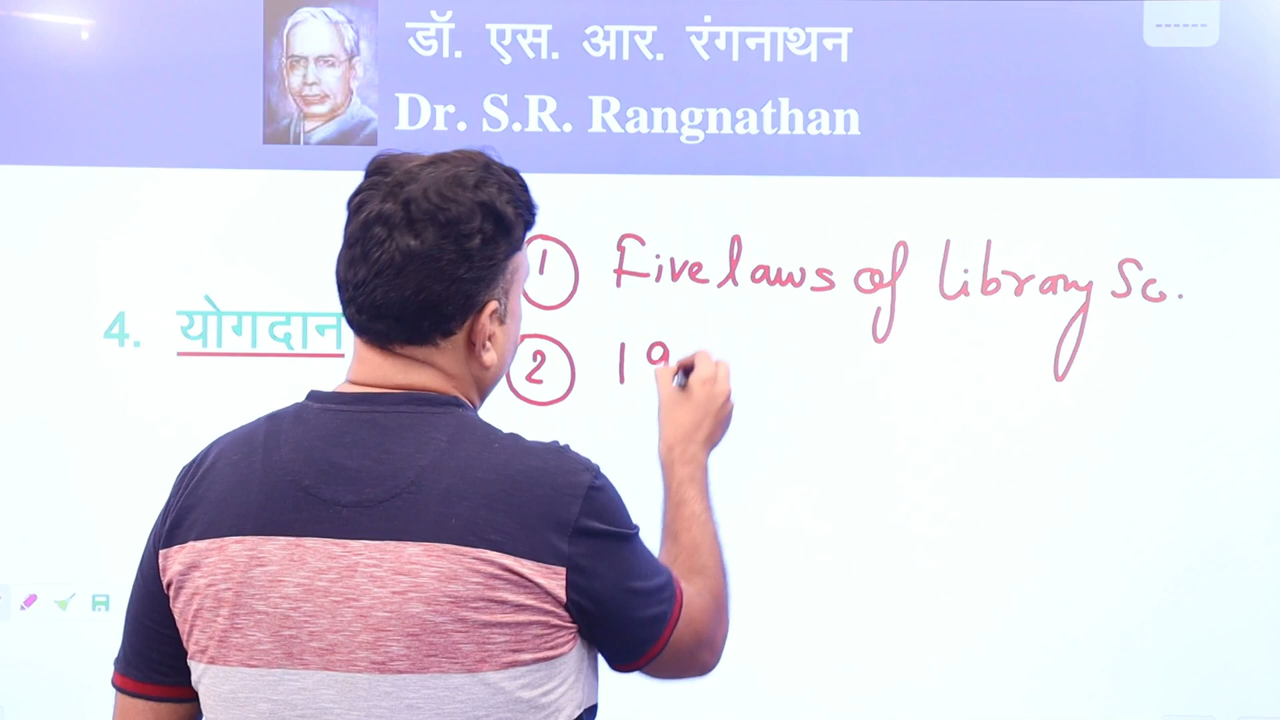 डॉ. एस. आर. रंगनाथन
Dr. S.R. Rangnathan
① Five laws of library Sc.
4. योगदान
② 19